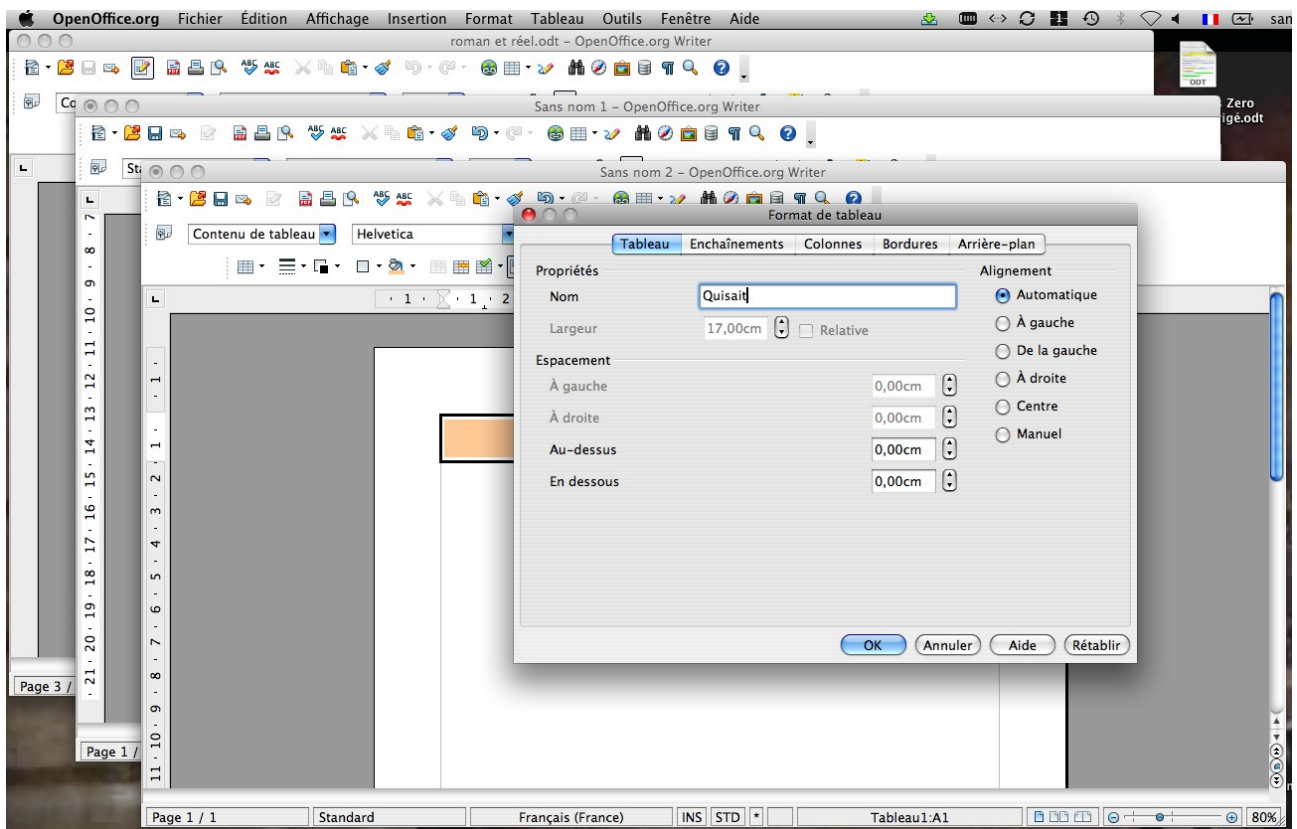 OpenOffice.org Fichier Édition Affichage Insertion Format Tableau Outils Fenêtre Aide
roman et réel.odt – OpenOffice.org Writer
ODT
Zero
igé.odt
Sans nom 1 – OpenOffice.org Writer
Sans nom 2 – OpenOffice.org Writer
Contenu de tableau Helvetica
Format de tableau
Tableau Enchaînements Colonnes Bordures Arrière-plan
Propriétés
Nom Quisait
Largeur 17,00cm Relative
Espacement
À gauche 0,00cm
À droite 0,00cm
Au-dessus 0,00cm
En dessous 0,00cm
Alignement
Automatique
À gauche
De la gauche
À droite
Centre
Manuel
OK Annuler Aide Rétablir
Page 3 /
Page 1 /
Page 1 / 1 Standard Français (France) INS STD * Tableau1:A1 80%